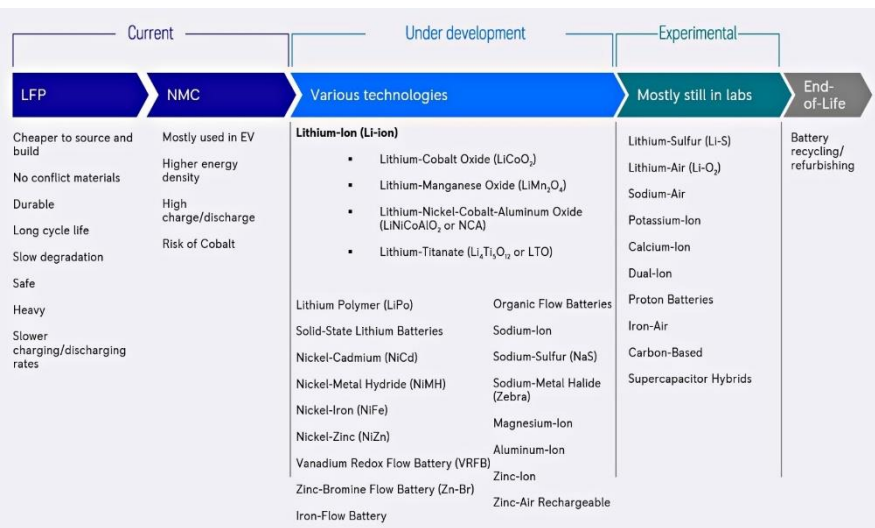 Current
Under development
Experimental
LFP
NMC
Various technologies
Mostly still in labs
End-
of-Life
Cheaper to source and
build
No conflict materials
Durable
Long cycle life
Slow degradation
Safe
Heavy
Slower
charging/discharging
rates
Mostly used in EV
Higher energy
density
High
charge/discharge
Risk of Cobalt
Lithium-Ion (Li-ion)
▪ Lithium-Cobalt Oxide (LiCoO₂)
▪ Lithium-Manganese Oxide (LiMn₂O₄)
▪ Lithium-Nickel-Cobalt-Aluminum Oxide
(LiNiCoAlO₂ or NCA)
▪ Lithium-Titanate (Li₄Ti₅O₁₂ or LTO)
Lithium Polymer (LiPo)
Solid-State Lithium Batteries
Nickel-Cadmium (NiCd)
Nickel-Metal Hydride (NiMH)
Nickel-Iron (NiFe)
Nickel-Zinc (NiZn)
Vanadium Redox Flow Battery (VRFB)
Zinc-Bromine Flow Battery (Zn-Br)
Iron-Flow Battery
Organic Flow Batteries
Sodium-Ion
Sodium-Sulfur (NaS)
Sodium-Metal Halide
(Zebra)
Magnesium-Ion
Aluminum-Ion
Zinc-Ion
Zinc-Air Rechargeable
Lithium-Sulfur (Li-S)
Lithium-Air (Li-O₂)
Sodium-Air
Potassium-Ion
Calcium-Ion
Dual-Ion
Proton Batteries
Iron-Air
Carbon-Based
Supercapacitor Hybrids
Battery
recycling/
refurbishing